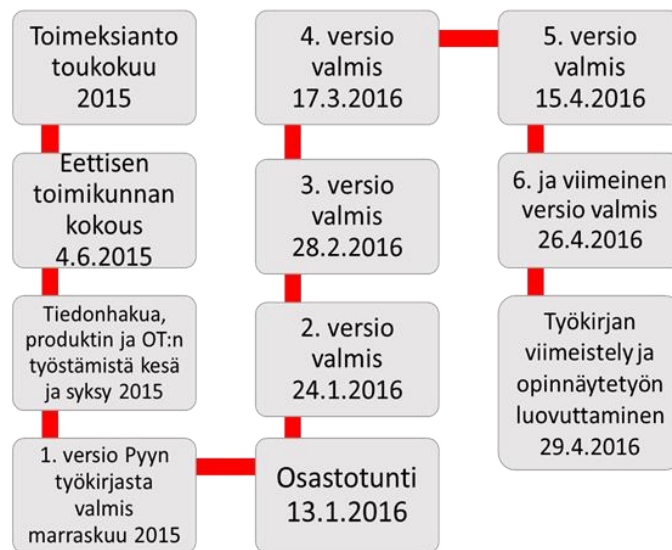 Toimeksianto
toukokuu
2015
Eettisen
toimikunnan
kokous
4.6.2015
Tiedonhakua,
produktin ja OT:n
työstämistä kesä
ja syksy 2015
1. versio Pyyn
työkirjasta
valmis
marraskuu 2015
Osastotunti
13.1.2016
2. versio
valmis
24.1.2016
3. versio
valmis
28.2.2016
4. versio
valmis
17.3.2016
5. versio
valmis
15.4.2016
6. ja viimeinen
versio valmis
26.4.2016
Työkirjan
viimeistely ja
opinnäytetyön
luovuttaminen
29.4.2016